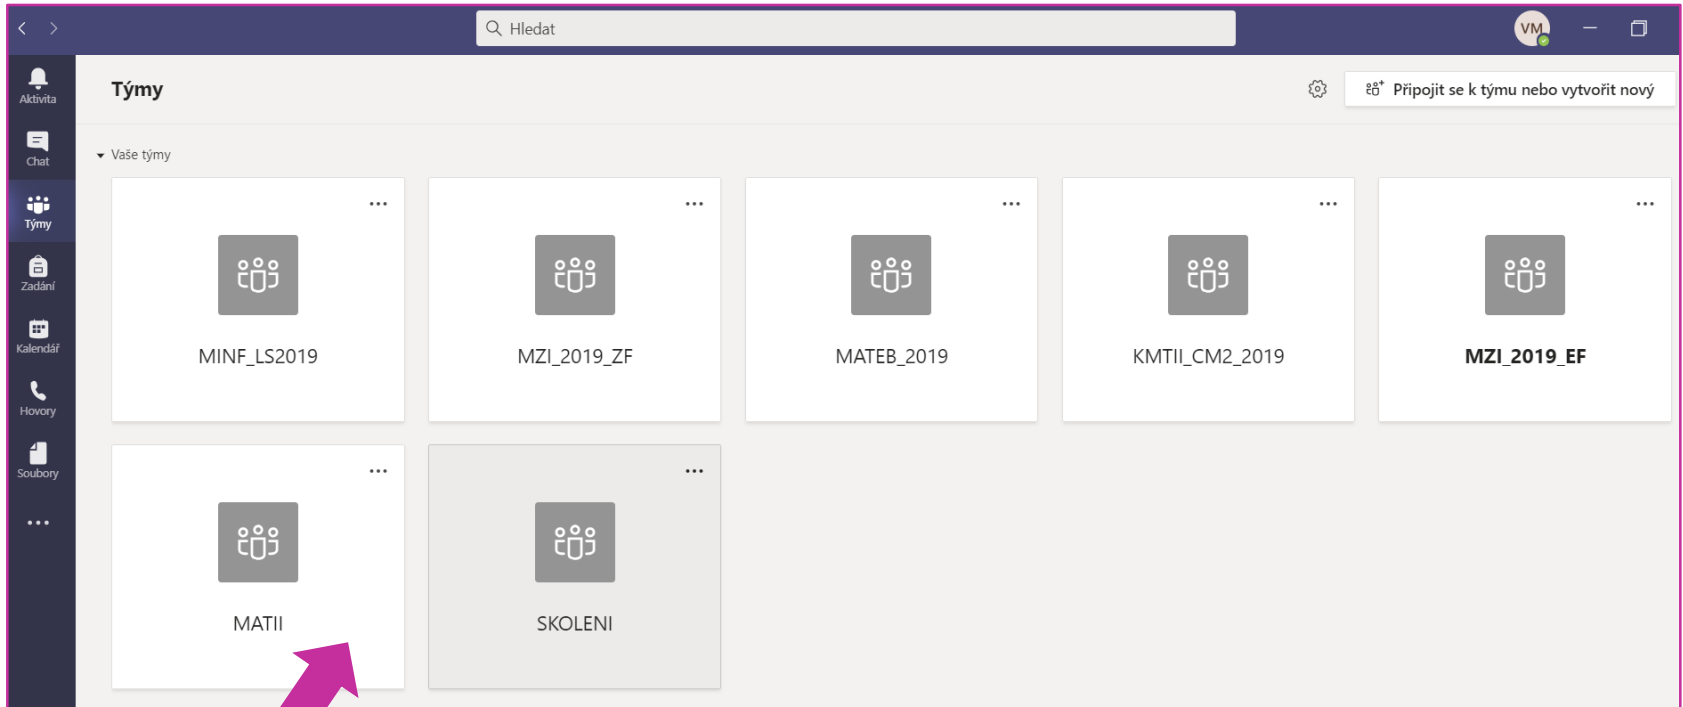 Hledat
VM
Aktivita
Chat
Týmy
Zadání
Kalendář
Hovory
Soubory
Týmy
Připojit se k týmu nebo vytvořit nový
Vaše týmy
MINF_LS2019
MZI_2019_ZF
MATEB_2019
KMTII_CM2_2019
MZI_2019_EF
MATII
SKOLENI